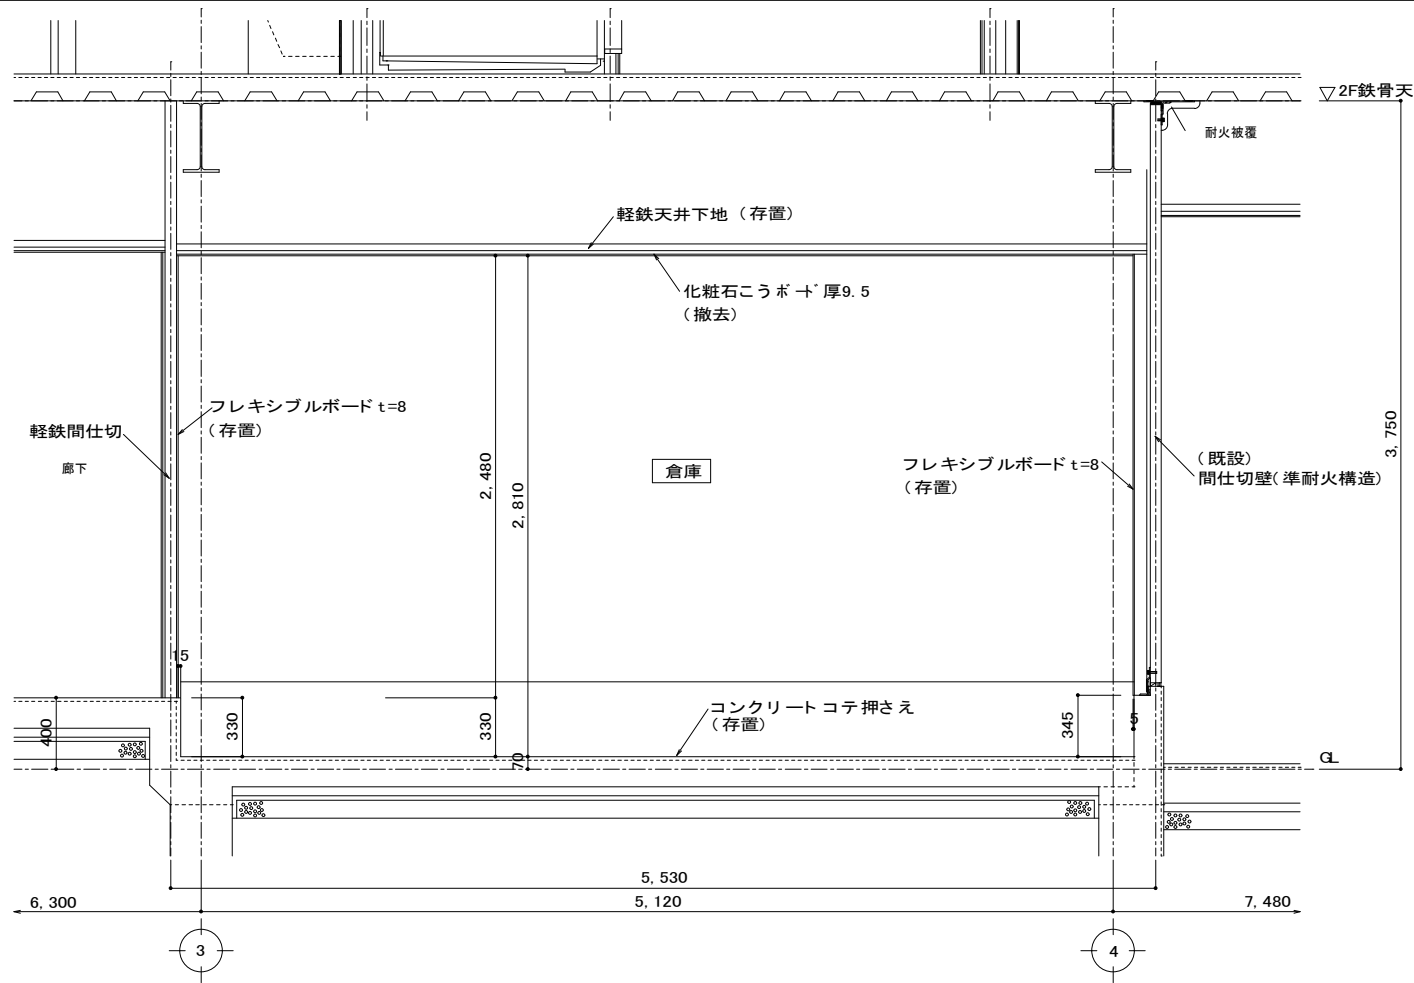 2F鉄骨天
耐火被覆
軽鉄天井下地（存置）
化粧石こうボード厚9.5
（撤去）
フレキシブルボード t=8
（存置）
軽鉄間仕切
廊下
倉庫
フレキシブルボード t=8
（存置）
（既設）
間仕切壁(準耐火構造)
3,750
2,480
2,810
15
コンクリートコテ押さえ
（存置）
400
330
330
70
345
5
GL
5,530
6,300
5,120
7,480
3
4